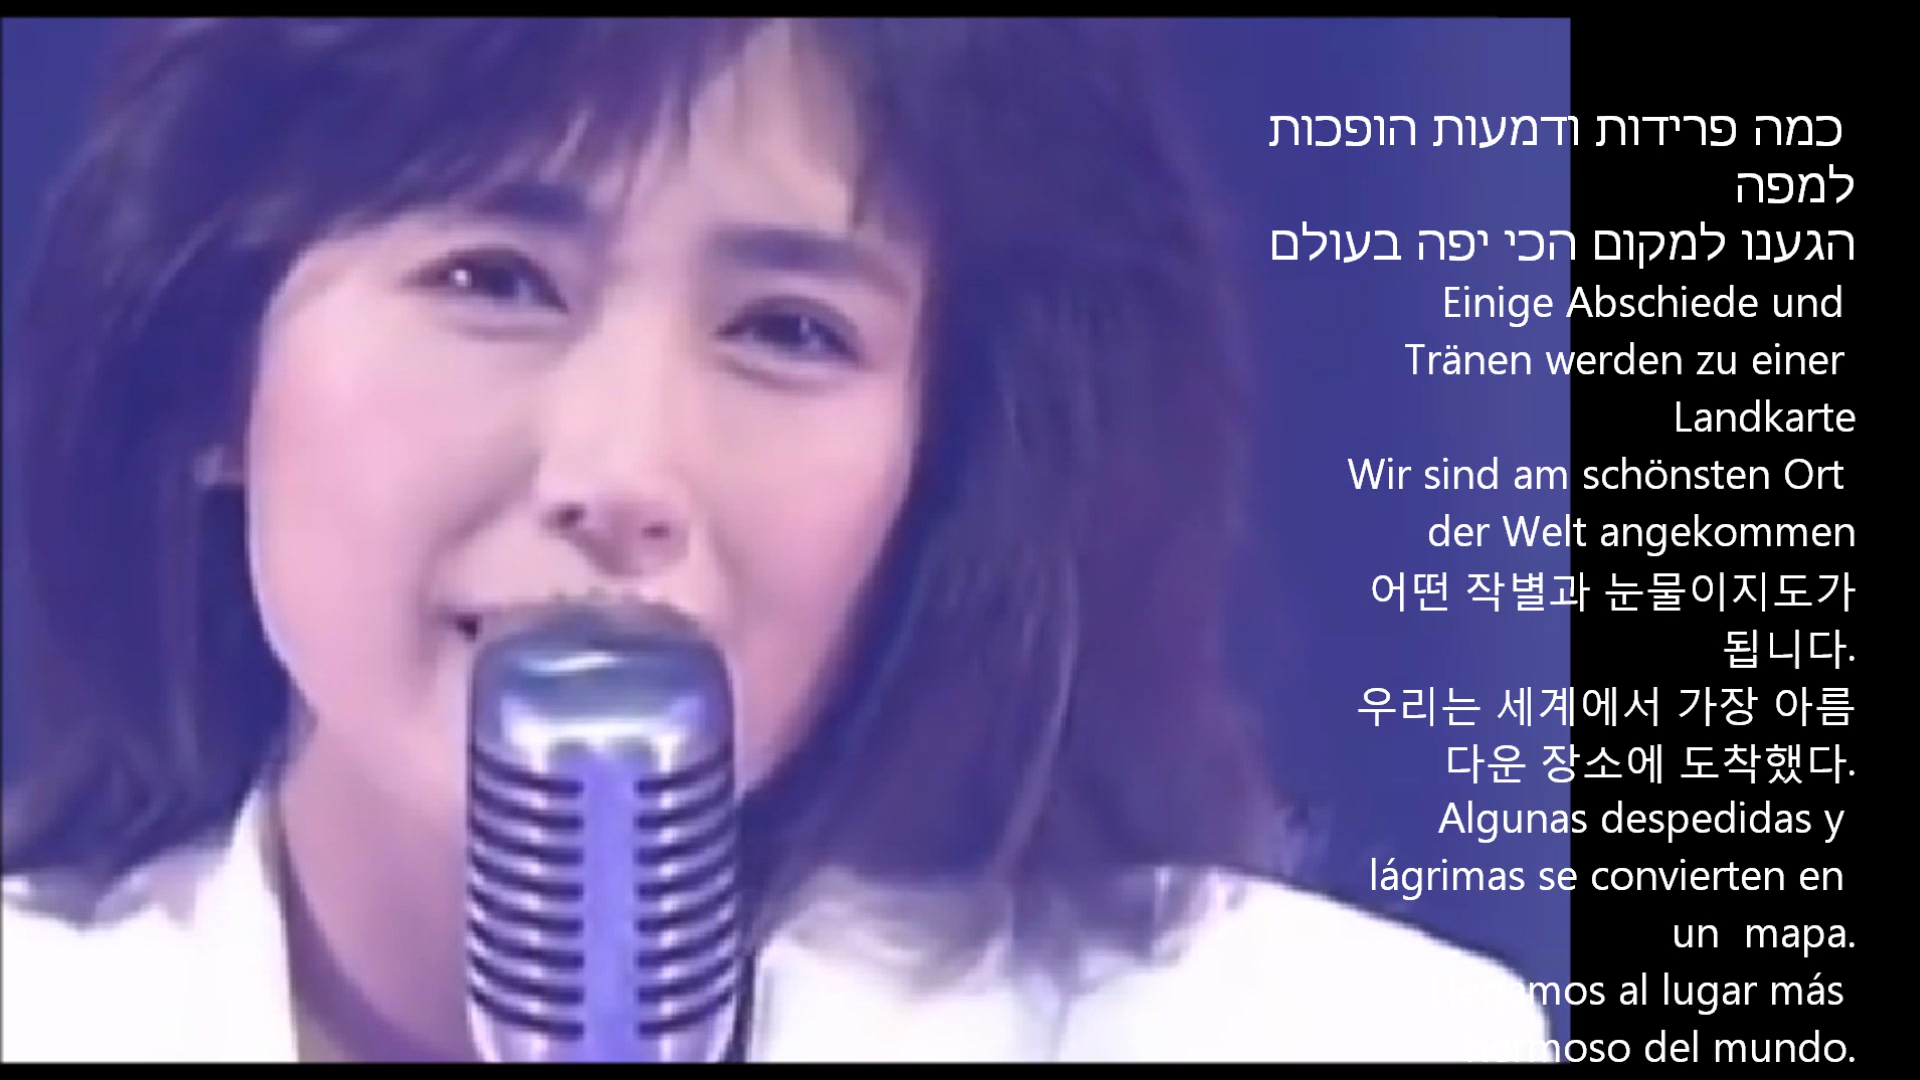 כמה פרידות ודמעות הופכות
למפה
הגענו למקום הכי יפה בעולם
Einige Abschiede und
Tränen werden zu einer
Landkarte
Wir sind am schönsten Ort
der Welt angekommen
어떤 작별과 눈물이지도가
됩니다.
우리는 세계에서 가장 아름
다운 장소에 도착했다.
Algunas despedidas y
lágrimas se convierten en
un mapa.
al lugar más
hermoso del mundo.